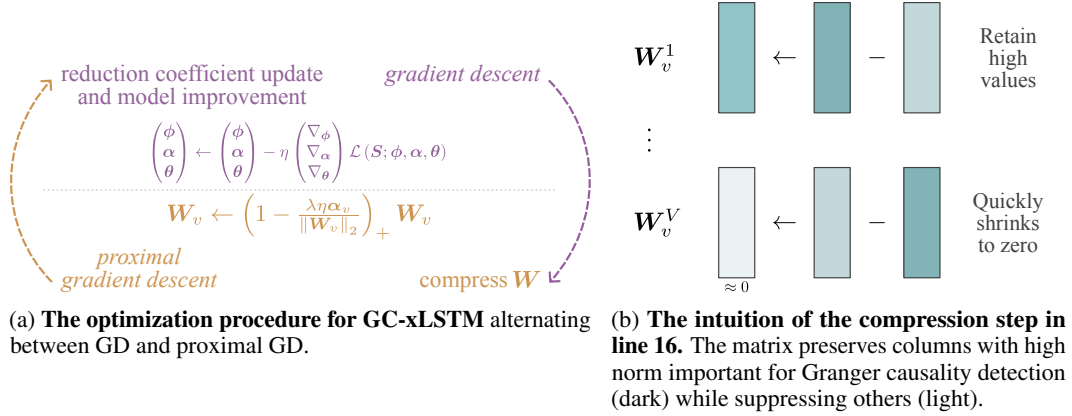 reduction coefficient update
and model improvement
gradient descent
(ϕ α θ) ← (ϕ α θ) − η (∇ϕ ∇α ∇θ) ℒ (S; ϕ, α, θ)
W_v ← (1 − ληα_v / ‖W_v‖₂)₊ W_v
proximal
gradient descent
compress W
(a) The optimization procedure for GC-xLSTM alternating
between GD and proximal GD.
W_v^1 ← −
Retain
high
values
⋮
W_v^V ← −
Quickly
shrinks
to zero
≈ 0
(b) The intuition of the compression step in
line 16. The matrix preserves columns with high
norm important for Granger causality detection
(dark) while suppressing others (light).